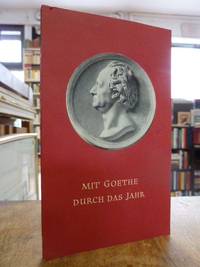 MIT GOETHE
DURCH DAS JAHR